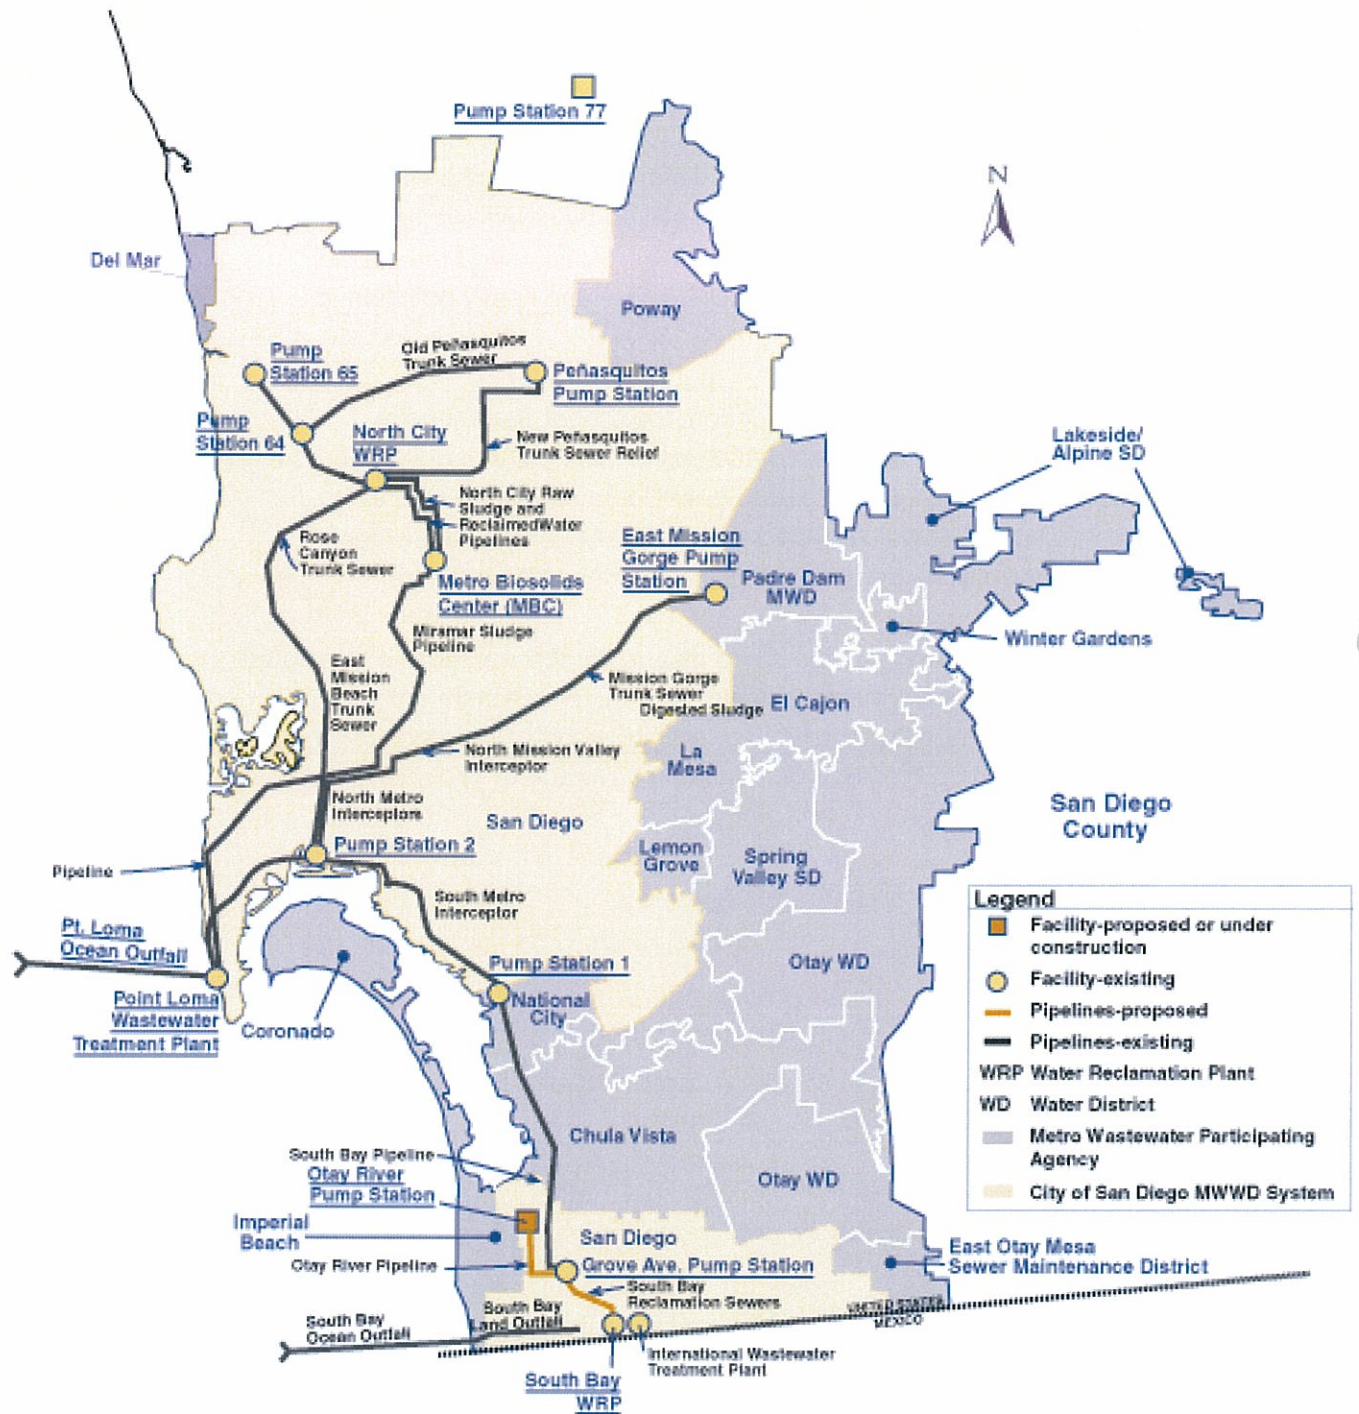 Pump Station 77
N
Del Mar
Poway
Pump
Station 65
Old Peñasquitos
Trunk Sewer
Peñasquitos
Pump Station
Pump
Station 64
North City
WRP
New Peñasquitos
Trunk Sewer Relief
Lakeside/
Alpine SD
North City Raw
Sludge and
ReclaimedWater
Pipelines
Rose
Canyon
Trunk Sewer
East Mission
Gorge Pump
Station
Metro Biosolids
Center (MBC)
Padre Dam
MWD
Miramar Sludge
Pipeline
Winter Gardens
East
Mission
Beach
Trunk
Sewer
Mission Gorge
Trunk Sewer
Digested Sludge
El Cajon
North Mission Valley
Interceptor
La
Mesa
North Metro
Interceptors
San Diego
San Diego
County
Pump Station 2
Lemon
Grove
Spring
Valley SD
Pipeline
South Metro
Interceptor
Pt. Loma
Ocean Outfall
Pump Station 1
Otay WD
Point Loma
Wastewater
Treatment Plant
Coronado
National
City
Legend
Facility-proposed or under
construction
Facility-existing
Pipelines-proposed
Pipelines-existing
WRP Water Reclamation Plant
WD Water District
Metro Wastewater Participating
Agency
City of San Diego MWWD System
Chula Vista
South Bay Pipeline
Otay River
Pump Station
Otay WD
Imperial
Beach
San Diego
Otay River Pipeline
Grove Ave. Pump Station
East Otay Mesa
Sewer Maintenance District
South Bay
Reclamation Sewers
South Bay
Land Outfall
South Bay
Ocean Outfall
UNITED STATES
MEXICO
International Wastewater
Treatment Plant
South Bay
WRP